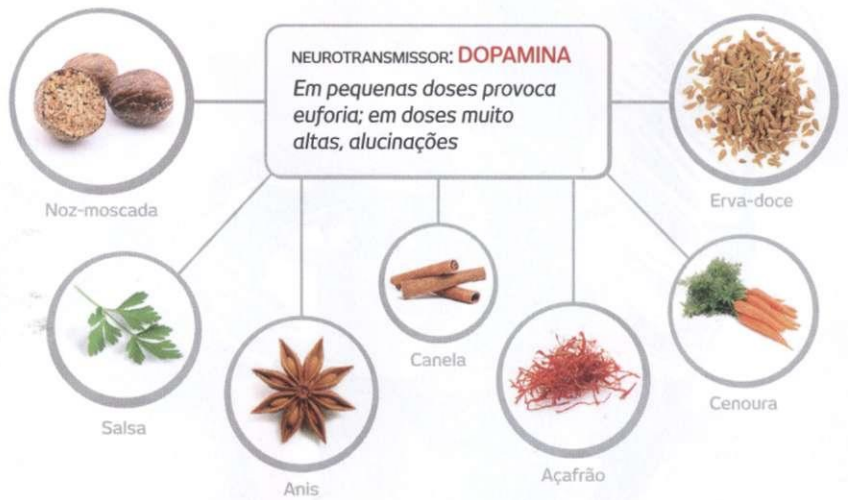 NEUROTRANSMISSOR: DOPAMINA
Em pequenas doses provoca
euforia; em doses muito
altas, alucinações
Noz-moscada
Erva-doce
Salsa
Anis
Canela
Açafrão
Cenoura